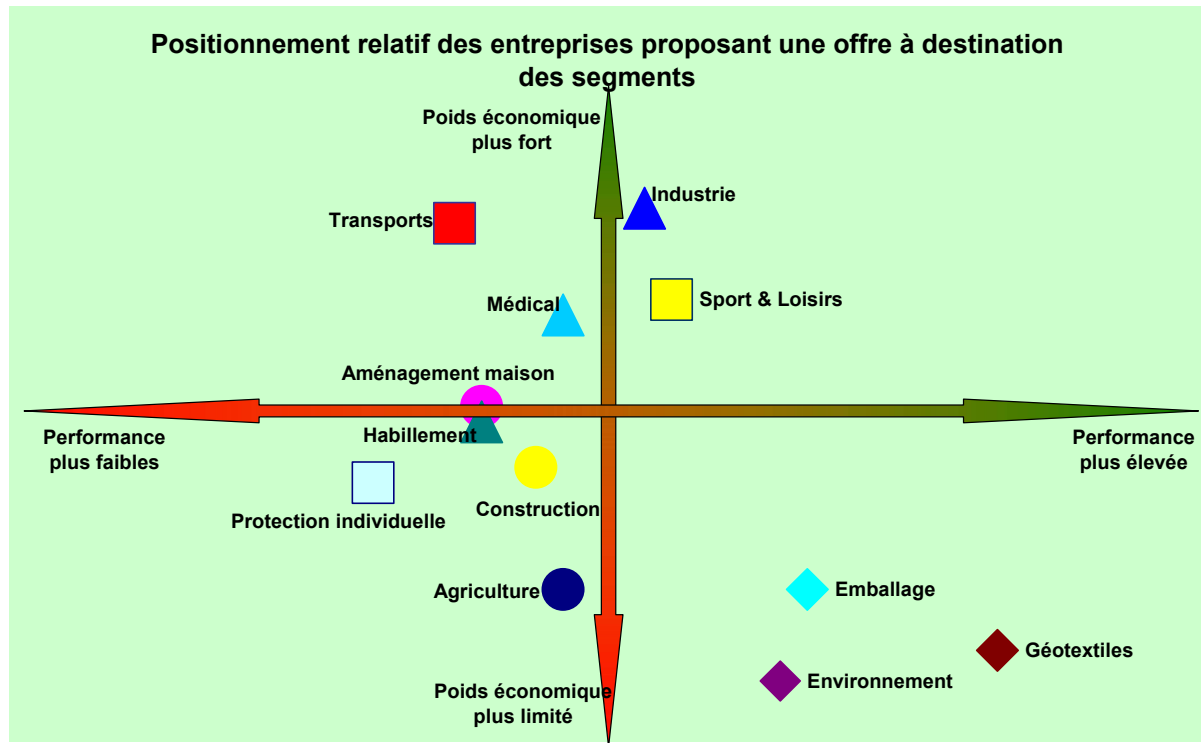 Positionnement relatif des entreprises proposant une offre à destination
des segments
Poids économique
plus fort
Industrie
Transports
Sport & Loisirs
Médical
Aménagement maison
Habillement
Performance
plus faibles
Performance
plus élevée
Construction
Protection individuelle
Agriculture
Emballage
Géotextiles
Environnement
Poids économique
plus limité